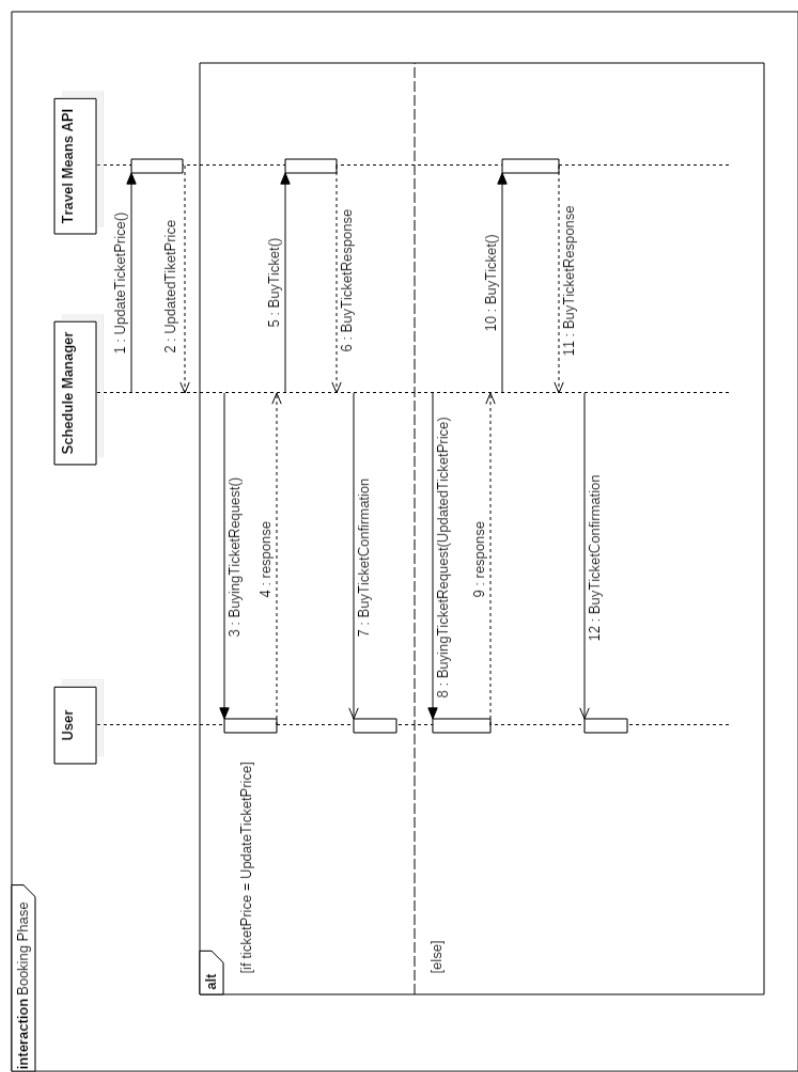 interaction Booking Phase
User
Schedule Manager
Travel Means API
1 : UpdateTicketPrice()
2 : UpdatedTiketPrice
alt
[if ticketPrice = UpdateTicketPrice]
3 : BuyingTicketRequest()
4 : response
5 : BuyTicket()
6 : BuyTicketResponse
7 : BuyTicketConfirmation
[else]
8 : BuyingTicketRequest(UpdatedTicketPrice)
9 : response
10 : BuyTicket()
11 : BuyTicketResponse
12 : BuyTicketConfirmation